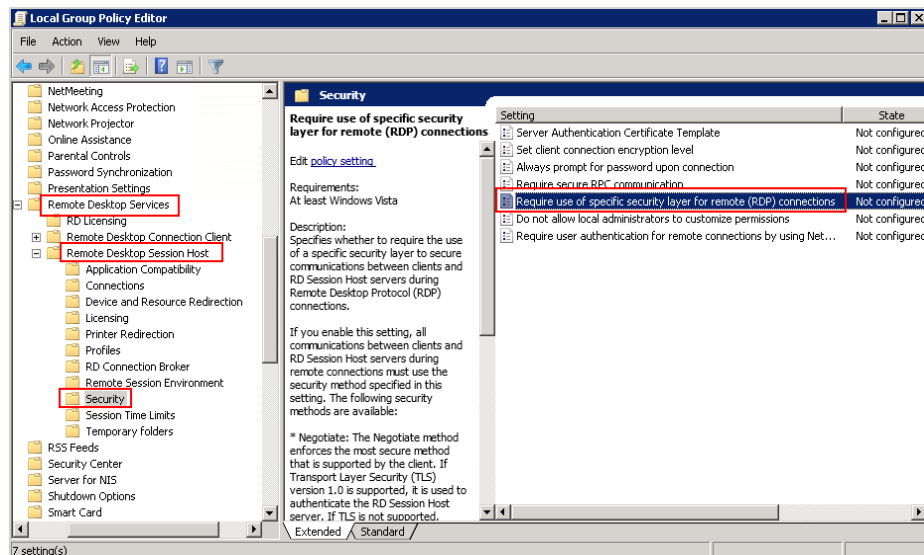 Local Group Policy Editor
File Action View Help
NetMeeting
Network Access Protection
Network Projector
Online Assistance
Parental Controls
Password Synchronization
Presentation Settings
Remote Desktop Services
RD Licensing
Remote Desktop Connection Client
Remote Desktop Session Host
Application Compatibility
Connections
Device and Resource Redirection
Licensing
Printer Redirection
Profiles
RD Connection Broker
Remote Session Environment
Security
Session Time Limits
Temporary folders
RSS Feeds
Security Center
Server for NIS
Shutdown Options
Smart Card
Security
Require use of specific security
layer for remote (RDP) connections
Edit policy setting
Requirements:
At least Windows Vista
Description:
Specifies whether to require the use
of a specific security layer to secure
communications between clients and
RD Session Host servers during
Remote Desktop Protocol (RDP)
connections.
If you enable this setting, all
communications between clients and
RD Session Host servers during
remote connections must use the
security method specified in this
setting. The following security
methods are available:
* Negotiate: The Negotiate method
enforces the most secure method
that is supported by the client. If
Transport Layer Security (TLS)
version 1.0 is supported, it is used to
authenticate the RD Session Host
server. If TLS is not supported,
Setting State
Server Authentication Certificate Template Not configured
Set client connection encryption level Not configured
Always prompt for password upon connection Not configured
Require secure RPC communication Not configured
Require use of specific security layer for remote (RDP) connections Not configured
Do not allow local administrators to customize permissions Not configured
Require user authentication for remote connections by using Net... Not configured
Extended Standard
7 setting(s)